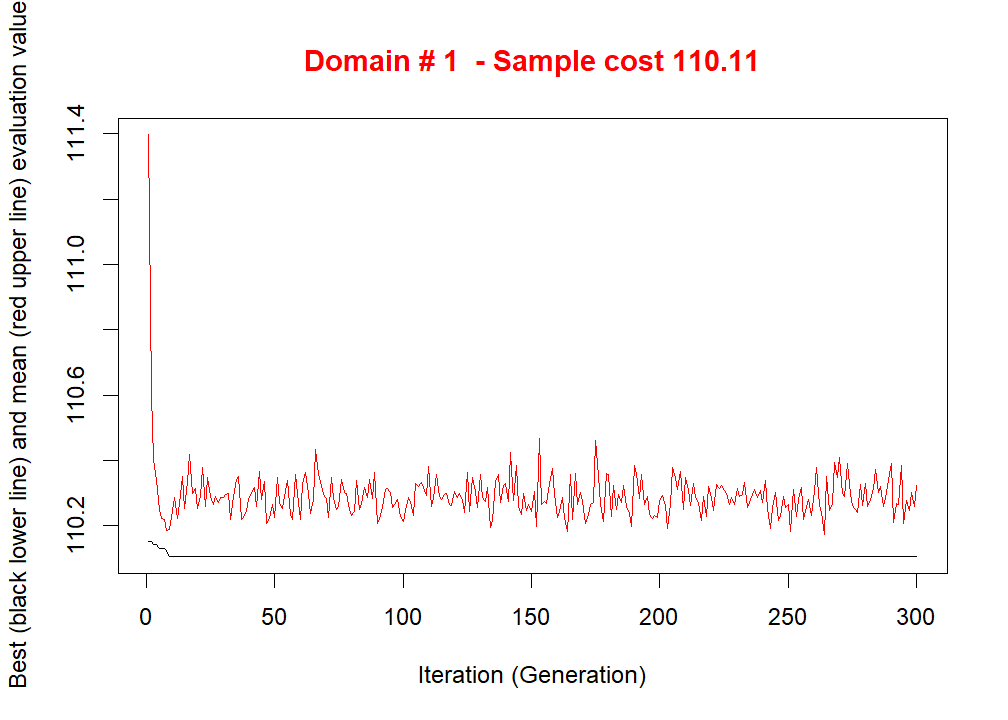 Domain # 1  - Sample cost 110.11
Best (black lower line) and mean (red upper line) evaluation value
111.4
111.0
110.6
110.2
0 50 100 150 200 250 300
Iteration (Generation)